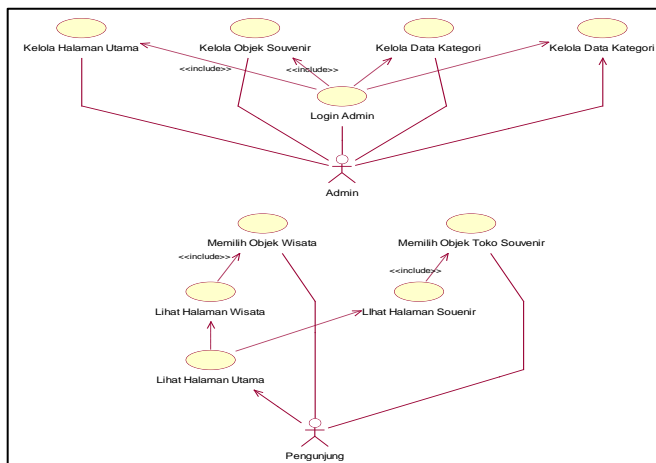 Kelola Halaman Utama
Kelola Objek Souvenir
Kelola Data Kategori
Kelola Data Kategori
<<include>>
<<include>>
Login Admin
Admin
Memilih Objek Wisata
Memilih Objek Toko Souvenir
<<include>>
<<include>>
Lihat Halaman Wisata
LIhat Halaman Souenir
Lihat Halaman Utama
Pengunjung